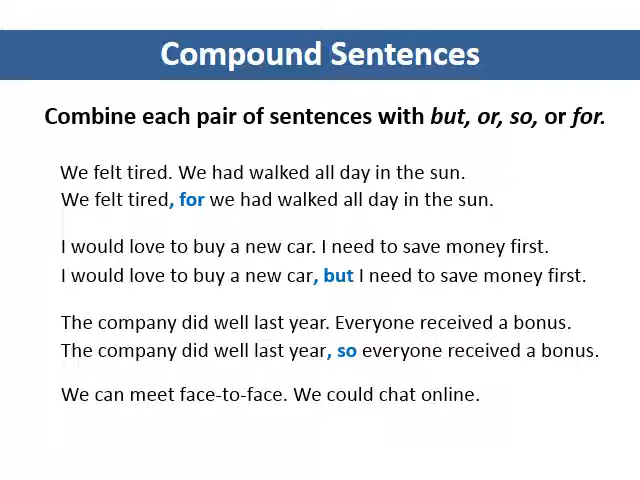 Compound Sentences
Combine each pair of sentences with but, or, so, or for.
We felt tired. We had walked all day in the sun.
We felt tired, for we had walked all day in the sun.
I would love to buy a new car. I need to save money first.
I would love to buy a new car, but I need to save money first.
The company did well last year. Everyone received a bonus.
The company did well last year, so everyone received a bonus.
We can meet face-to-face. We could chat online.